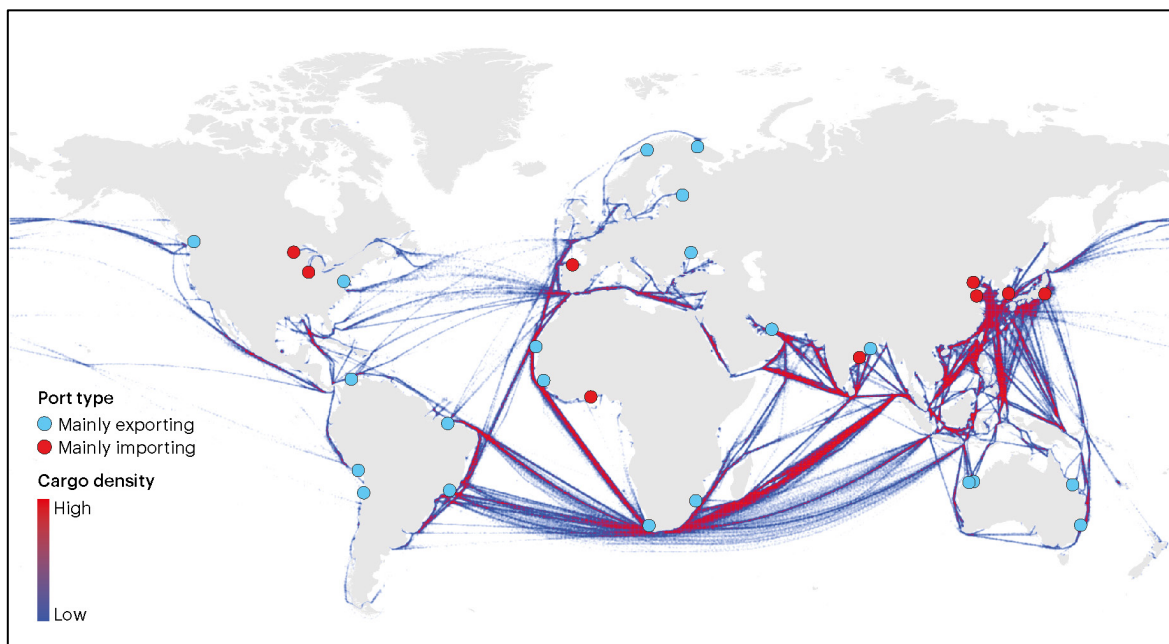 Port type
Mainly exporting
Mainly importing
Cargo density
High
Low